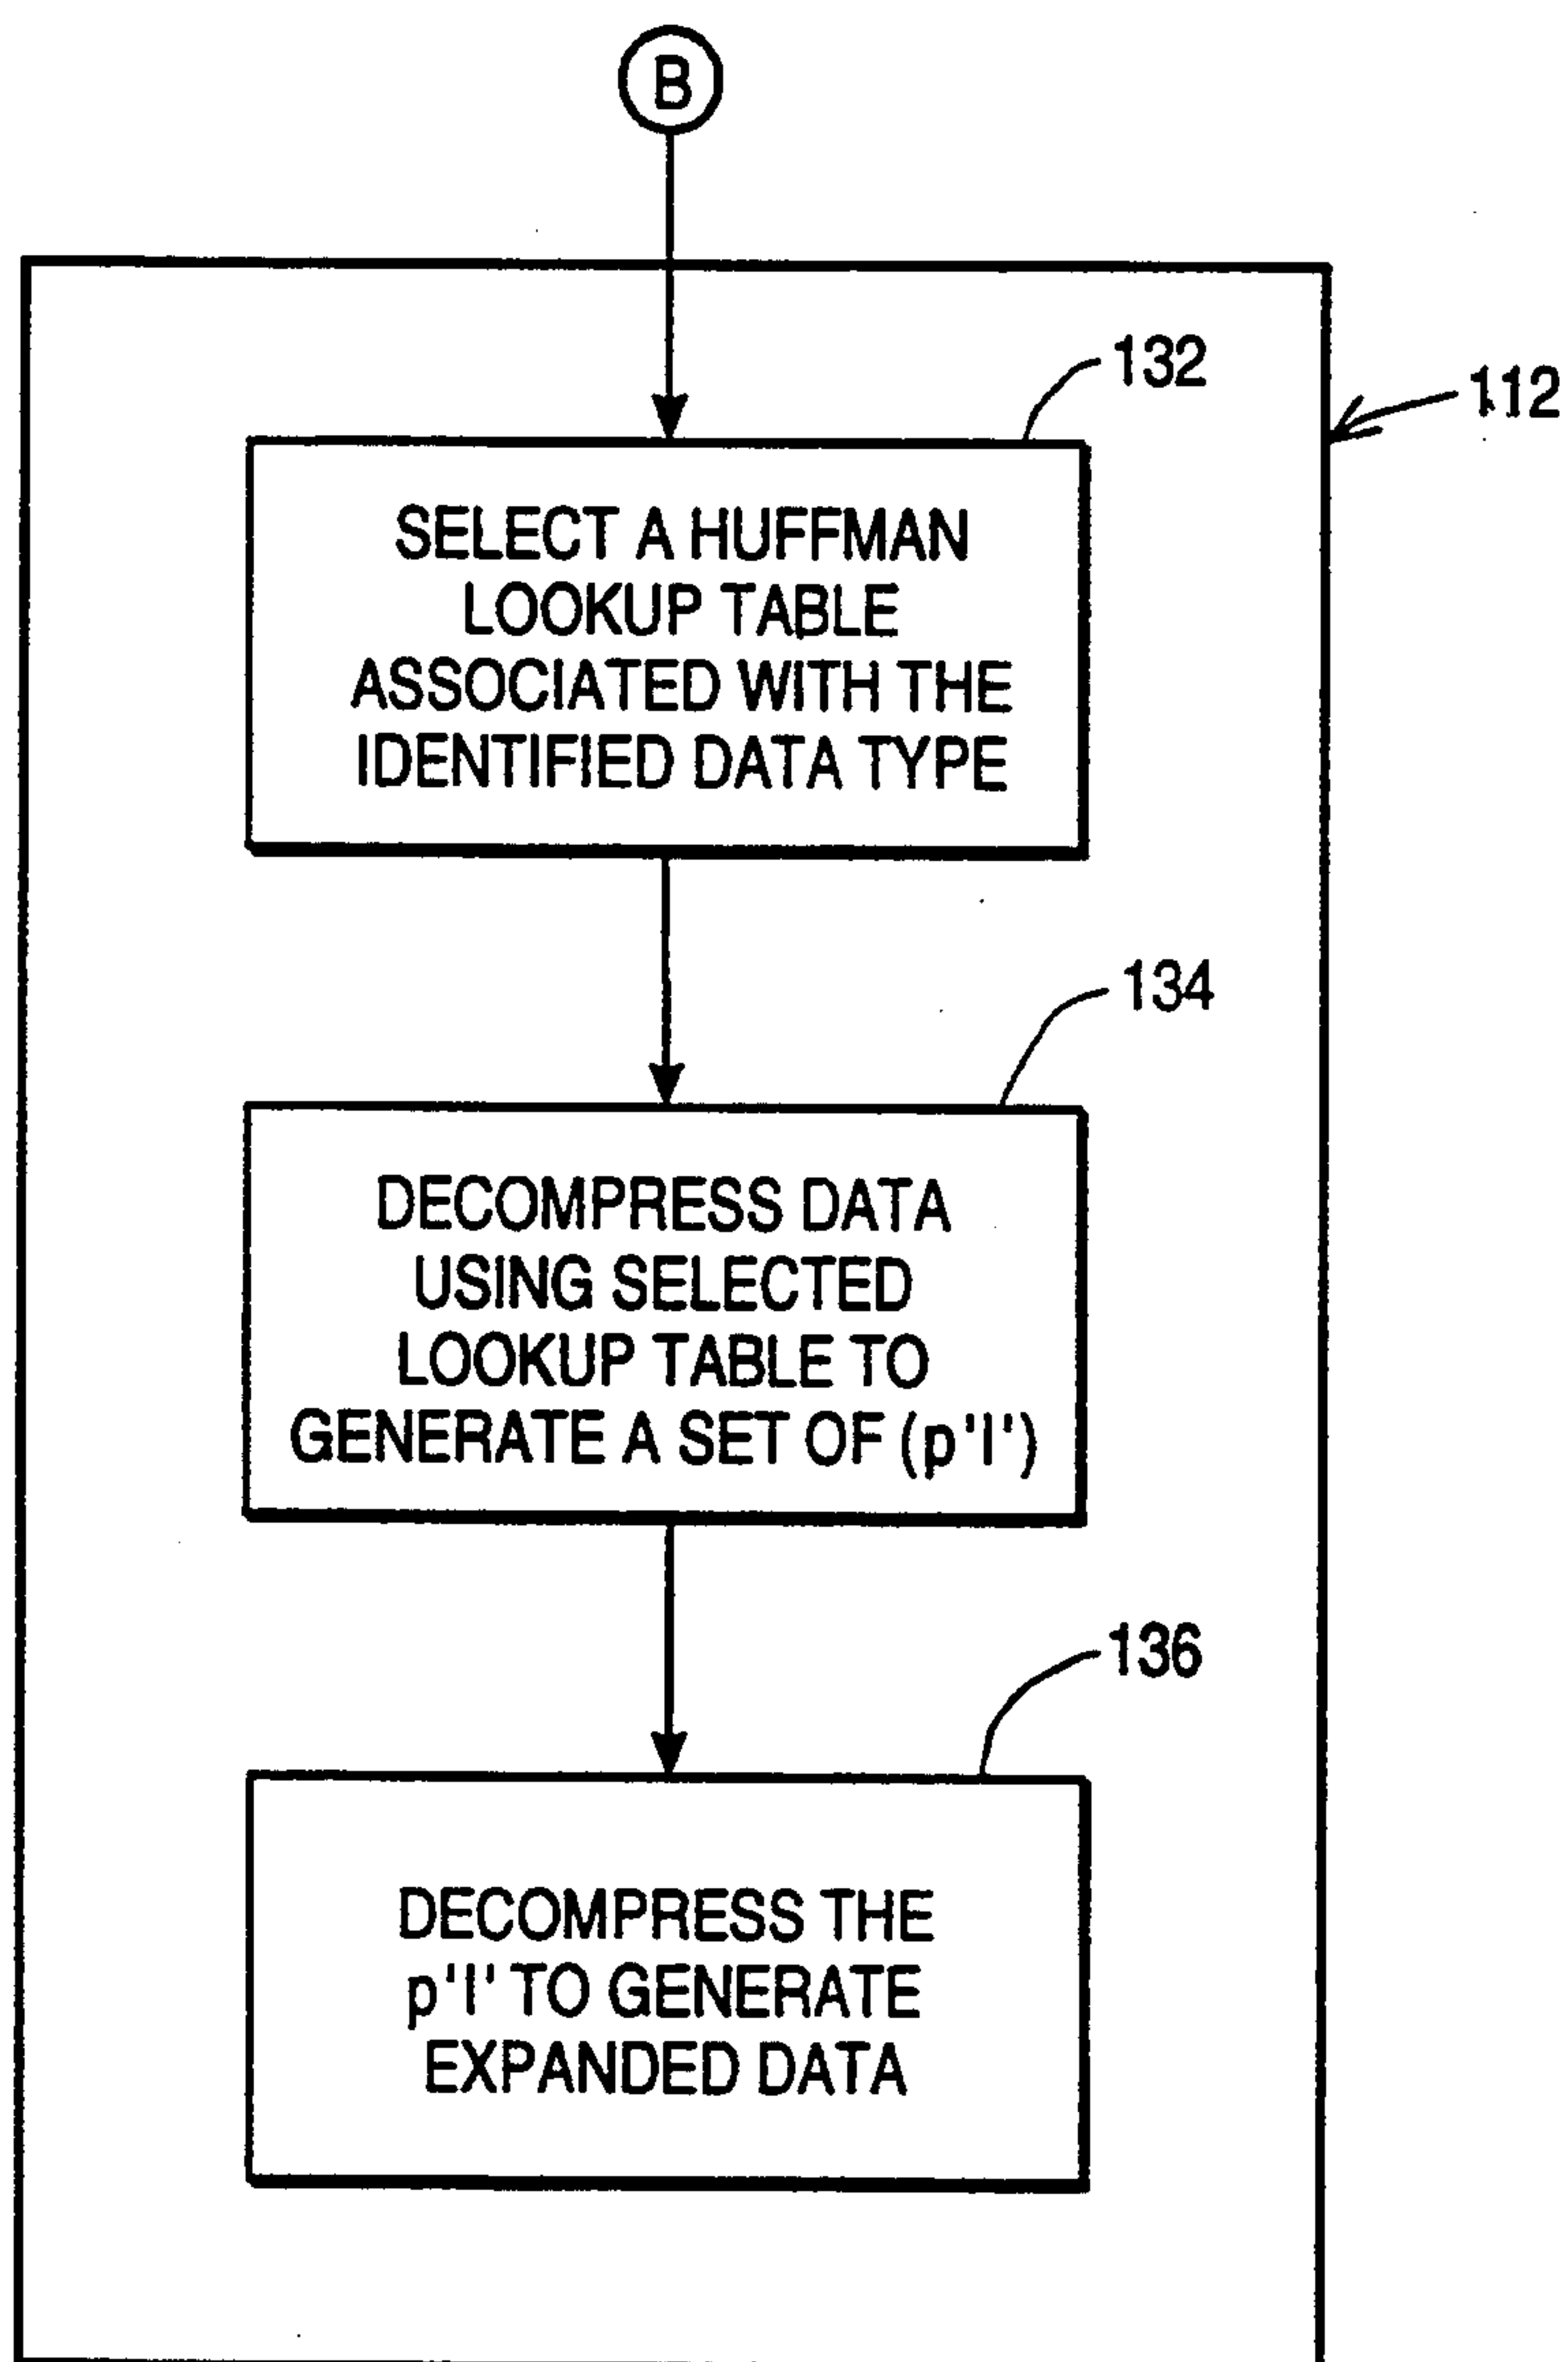 B
132
112
SELECT A HUFFMAN
LOOKUP TABLE
ASSOCIATED WITH THE
IDENTIFIED DATA TYPE
134
DECOMPRESS DATA
USING SELECTED
LOOKUP TABLE TO
GENERATE A SET OF (p'l')
136
DECOMPRESS THE
p'l' TO GENERATE
EXPANDED DATA